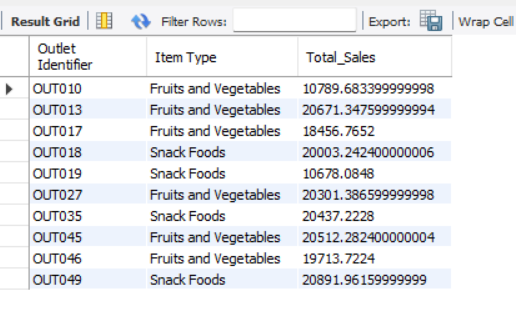 Result Grid Filter Rows: Export: Wrap Cell
Outlet Identifier Item Type Total_Sales
OUT010 Fruits and Vegetables 10789.683399999998
OUT013 Fruits and Vegetables 20671.347599999994
OUT017 Fruits and Vegetables 18456.7652
OUT018 Snack Foods 20003.242400000006
OUT019 Snack Foods 10678.0848
OUT027 Fruits and Vegetables 20301.386599999998
OUT035 Snack Foods 20437.2228
OUT045 Fruits and Vegetables 20512.282400000004
OUT046 Fruits and Vegetables 19713.7224
OUT049 Snack Foods 20891.96159999999